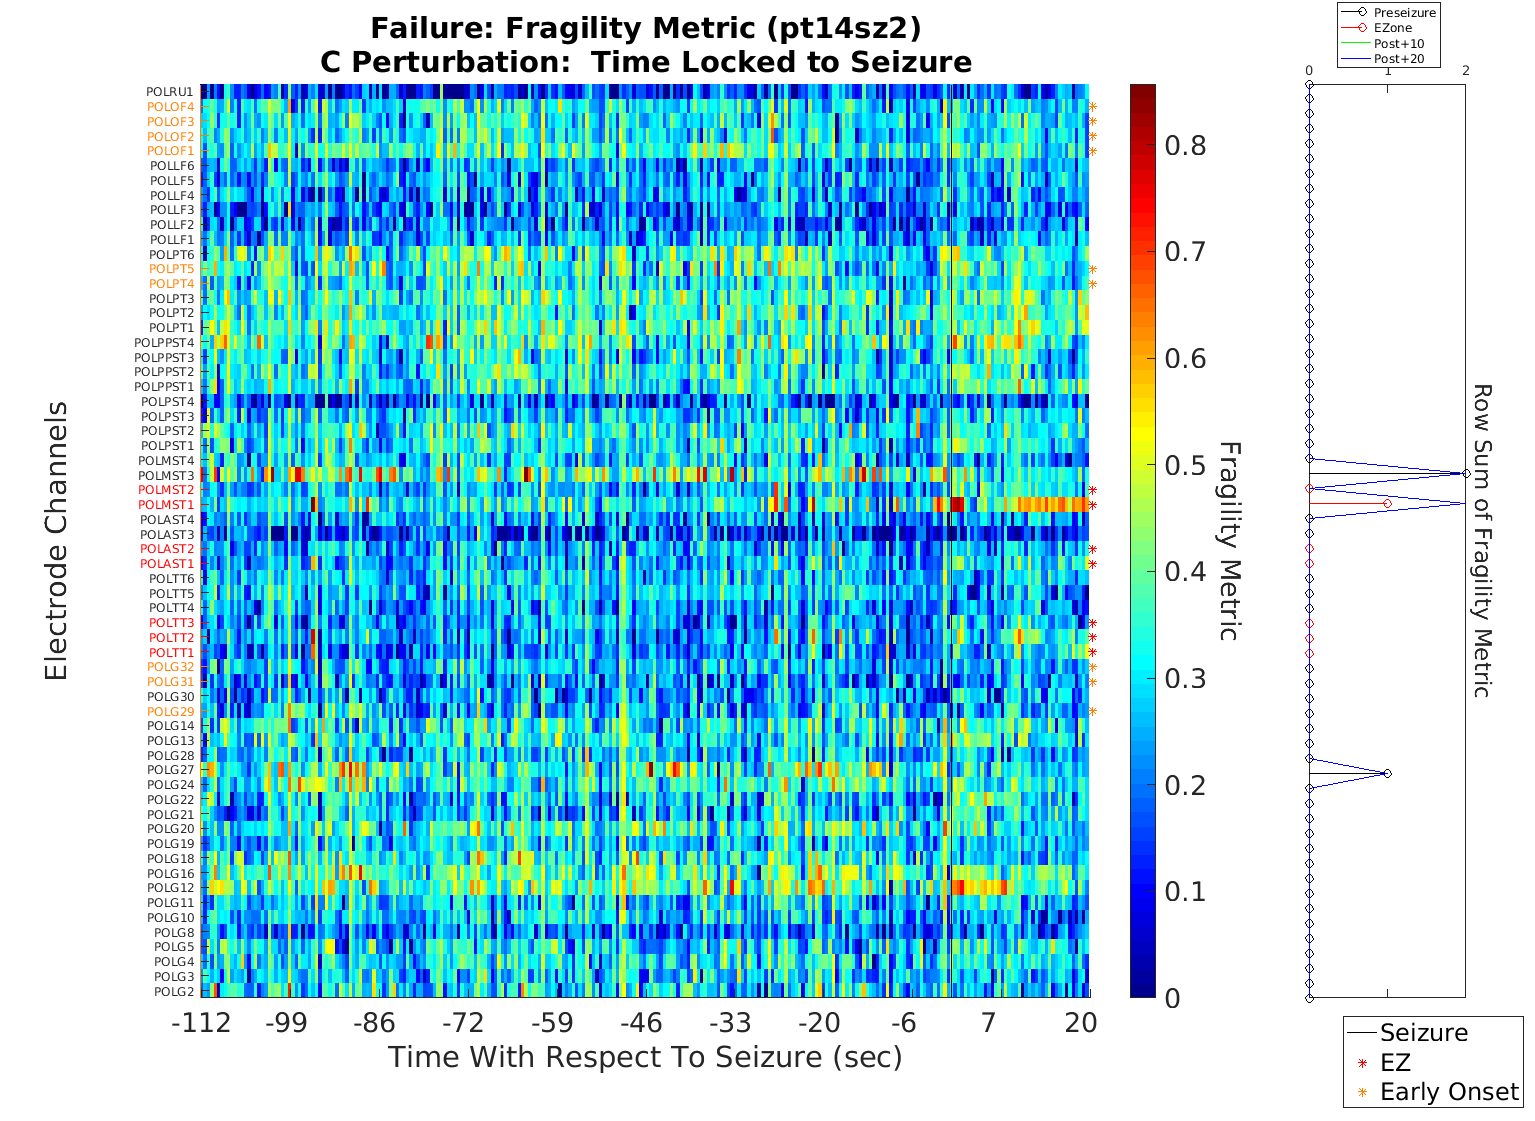 Failure: Fragility Metric (pt14sz2)
C Perturbation:  Time Locked to Seizure
Preseizure
EZone
Post+10
Post+20
0 1 2
Electrode Channels
POLRU1
POLOF4
POLOF3
POLOF2
POLOF1
POLLF6
POLLF5
POLLF4
POLLF3
POLLF2
POLLF1
POLPT6
POLPT5
POLPT4
POLPT3
POLPT2
POLPT1
POLPPST4
POLPPST3
POLPPST2
POLPPST1
POLPST4
POLPST3
POLPST2
POLPST1
POLMST4
POLMST3
POLMST2
POLMST1
POLAST4
POLAST3
POLAST2
POLAST1
POLTT6
POLTT5
POLTT4
POLTT3
POLTT2
POLTT1
POLG32
POLG31
POLG30
POLG29
POLG14
POLG13
POLG28
POLG27
POLG24
POLG22
POLG21
POLG20
POLG19
POLG18
POLG16
POLG12
POLG11
POLG10
POLG8
POLG5
POLG4
POLG3
POLG2
-112 -99 -86 -72 -59 -46 -33 -20 -6 7 20
Time With Respect To Seizure (sec)
0.8
0.7
0.6
0.5
0.4
0.3
0.2
0.1
0
Fragility Metric
Row Sum of Fragility Metric
Seizure
EZ
Early Onset